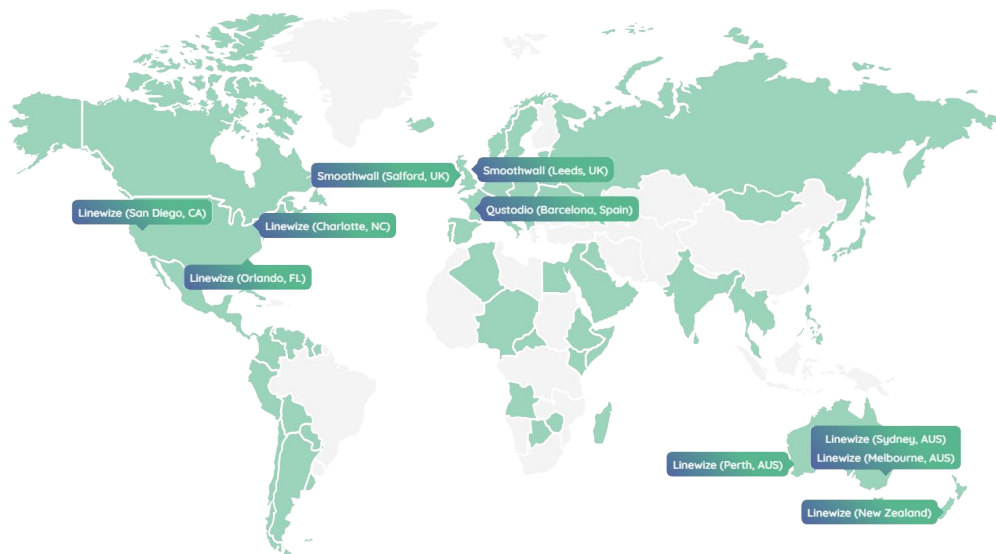 Smoothwall (Salford, UK)
Smoothwall (Leeds, UK)
Linewize (San Diego, CA)
Qustodio (Barcelona, Spain)
Linewize (Charlotte, NC)
Linewize (Orlando, FL)
Linewize (Sydney, AUS)
Linewize (Melbourne, AUS)
Linewize (Perth, AUS)
Linewize (New Zealand)